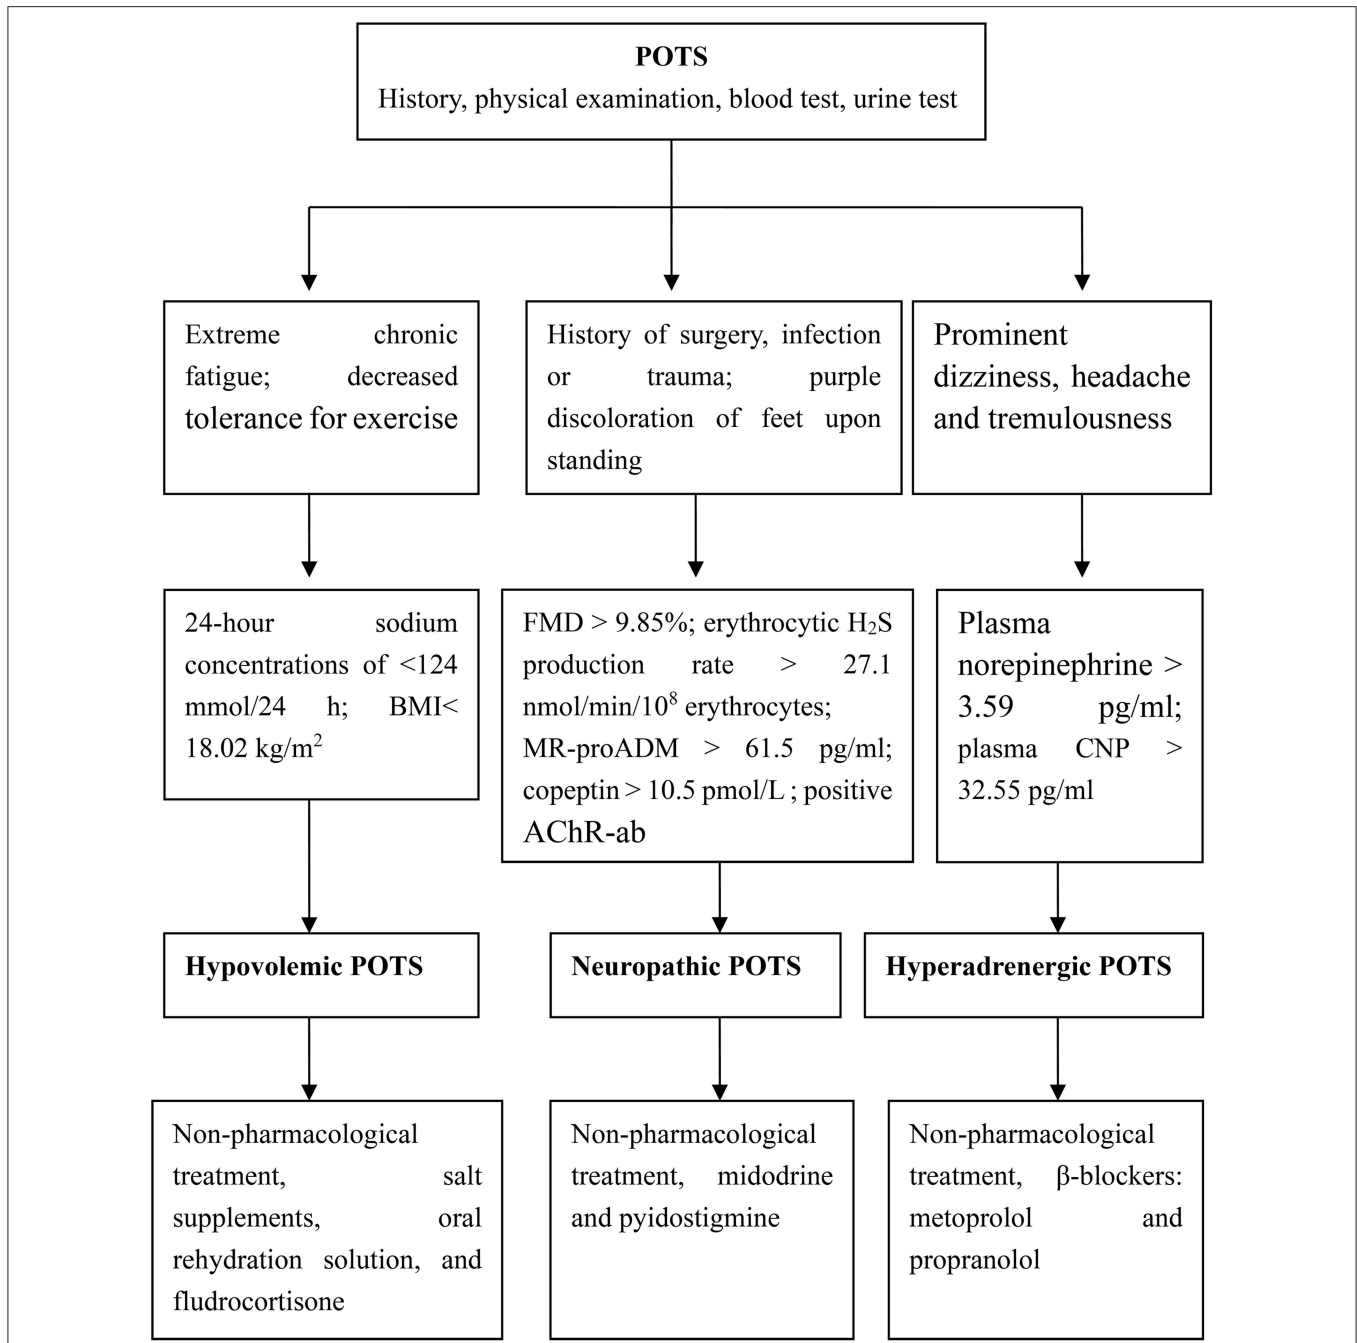 POTS
History, physical examination, blood test, urine test
Extreme chronic
fatigue; decreased
tolerance for exercise
History of surgery, infection
or trauma; purple
discoloration of feet upon
standing
Prominent
dizziness, headache
and tremulousness
24-hour sodium
concentrations of <124
mmol/24 h; BMI<
18.02 kg/m²
FMD > 9.85%; erythrocytic H₂S
production rate > 27.1
nmol/min/10⁸ erythrocytes;
MR-proADM > 61.5 pg/ml;
copeptin > 10.5 pmol/L ; positive
AChR-ab
Plasma
norepinephrine >
3.59 pg/ml;
plasma CNP >
32.55 pg/ml
Hypovolemic POTS
Neuropathic POTS
Hyperadrenergic POTS
Non-pharmacological
treatment, salt
supplements, oral
rehydration solution, and
fludrocortisone
Non-pharmacological
treatment, midodrine
and pyidostigmine
Non-pharmacological
treatment, β-blockers:
metoprolol and
propranolol